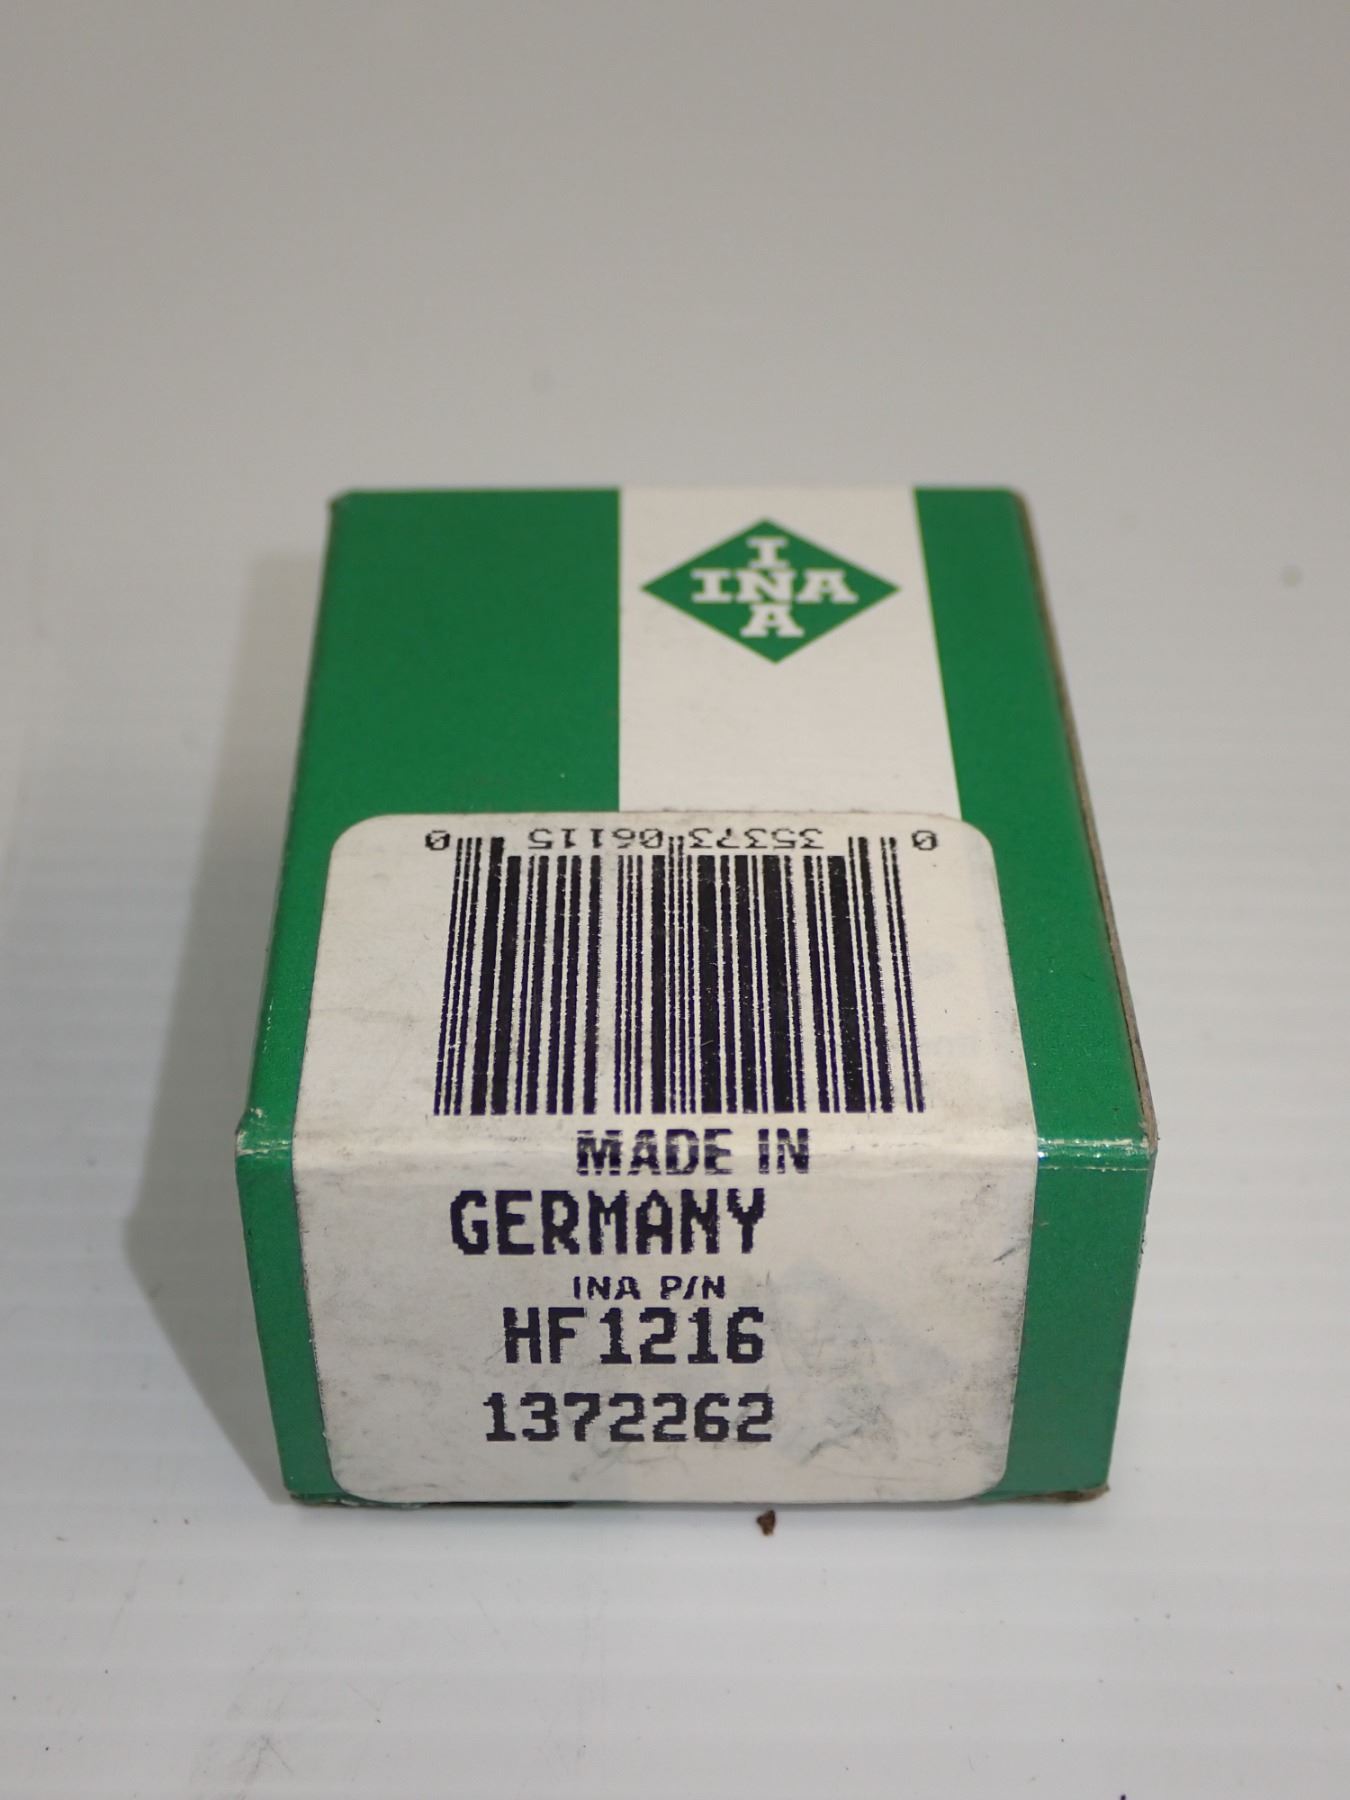 I
INA
A
0 35373 06115 0
MADE IN
GERMANY
INA P/N
HF1216
1372262